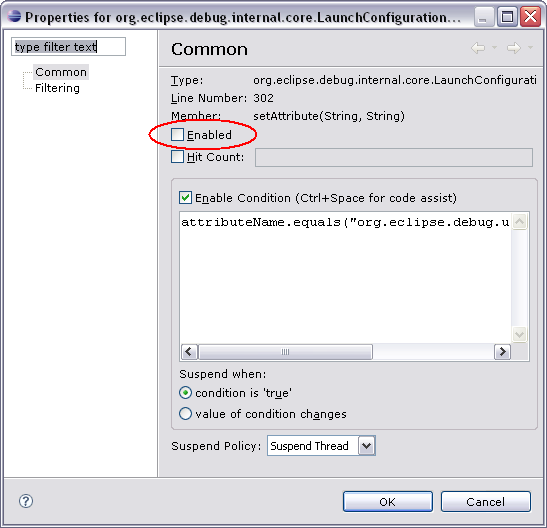 Properties for org.eclipse.debug.internal.core.LaunchConfiguration...
type filter text
Common
Filtering
Common
Type: org.eclipse.debug.internal.core.LaunchConfigurati
Line Number: 302
Member: setAttribute(String, String)
Enabled
Hit Count:
Enable Condition (Ctrl+Space for code assist)
attributeName.equals("org.eclipse.debug.u
Suspend when:
condition is 'true'
value of condition changes
Suspend Policy: Suspend Thread
?
OK Cancel